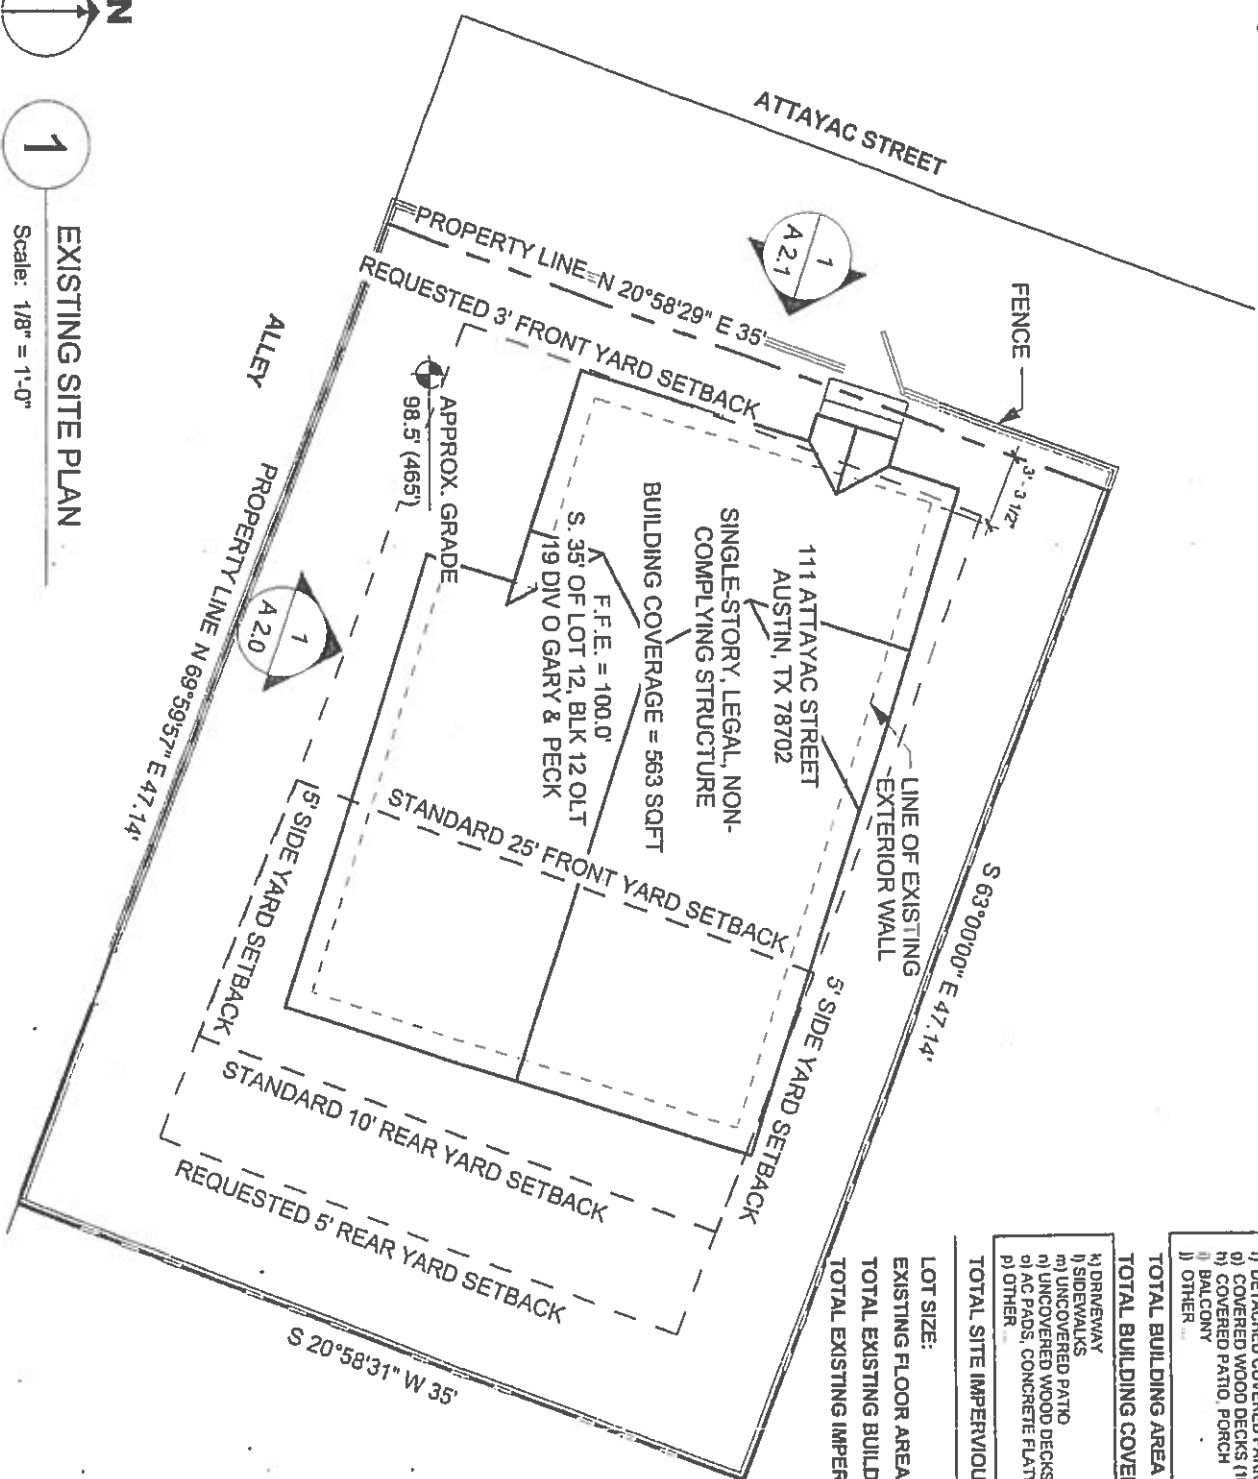 N
1
EXISTING SITE PLAN
Scale: 1/8" = 1'-0"
ATTAYAC STREET
PROPERTY LINE N 20°58'29" E 35'
REQUESTED 3' FRONT YARD SETBACK
1
A 2.1
FENCE
3' - 3 1/2"
ALLEY
APPROX. GRADE
98.5' (465')
111 ATTAYAC STREET
AUSTIN, TX 78702
SINGLE-STORY, LEGAL, NON-
COMPLYING STRUCTURE
BUILDING COVERAGE = 563 SQFT
F.F.E. = 100.0'
S. 35' OF LOT 12, BLK 12 OLT
19 DIV O GARY & PECK
LINE OF EXISTING
EXTERIOR WALL
S 63°00'00" E 47.14'
1
A 2.0
PROPERTY LINE N 69°59'57" E 47.14'
STANDARD 25' FRONT YARD SETBACK
5' SIDE YARD SETBACK
5' SIDE YARD SETBACK
STANDARD 10' REAR YARD SETBACK
REQUESTED 5' REAR YARD SETBACK
S 20°58'31" W 35'
g) COVERED WOOD DECKS
h) COVERED PATIO, PORCH
i) BALCONY
j) OTHER
TOTAL BUILDING AREA
TOTAL BUILDING
k) DRIVEWAY
l) SIDEWALKS
m) UNCOVERED PATIO
n) UNCOVERED WOOD DECKS
o) AC PADS, CONCRETE
p) OTHER
TOTAL SITE
LOT SIZE:
EXISTING FLOOR AREA
TOTAL EXISTING
TOTAL EXISTING